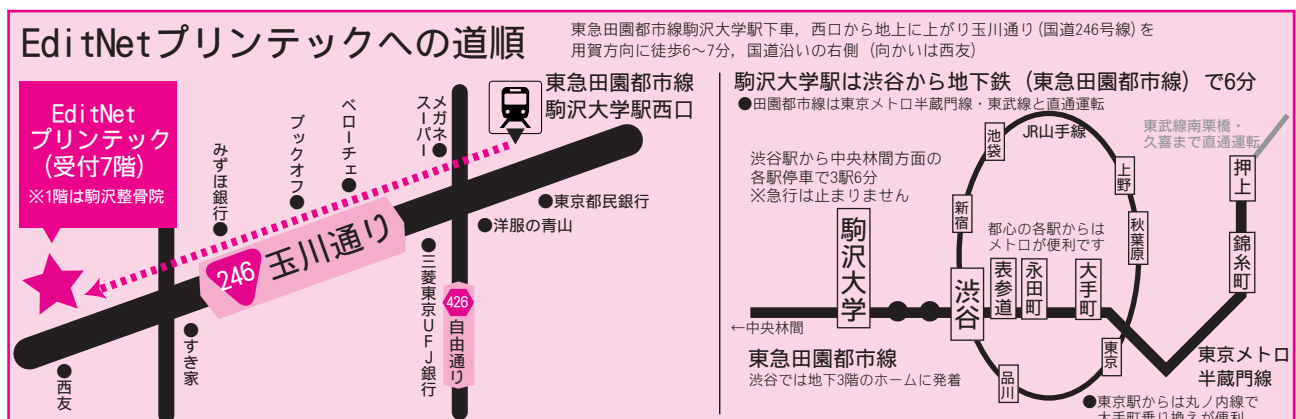 EditNetプリンテックへの道順
東急田園都市線駒沢大学駅下車，西口から地上に上がり玉川通り（国道246号線）を
用賀方向に徒歩6〜7分，国道沿いの右側（向かいは西友）
EditNet
プリンテック
(受付7階)
※1階は駒沢整骨院
みずほ銀行●
ブックオフ●
ベローチェ●
メガネ
スーパー●
東急田園都市線
駒沢大学駅西口
●東京都民銀行
●洋服の青山
246
玉川通り
●三菱東京UFJ銀行
426
自由通り
●すき家
●西友
駒沢大学駅は渋谷から地下鉄（東急田園都市線）で6分
●田園都市線は東京メトロ半蔵門線・東武線と直通運転
JR山手線
東武線南栗橋・
久喜まで直通運転
渋谷駅から中央林間方面の
各駅停車で3駅6分
※急行は止まりません
池袋
上野
押上
新宿
秋葉原
都心の各駅からは
メトロが便利です
錦糸町
駒沢大学
渋谷
表参道
永田町
大手町
←中央林間
東京
東急田園都市線
渋谷では地下3階のホームに発着
品川
東京メトロ
半蔵門線
●東京駅からは丸ノ内線で
大手町乗り換えが便利